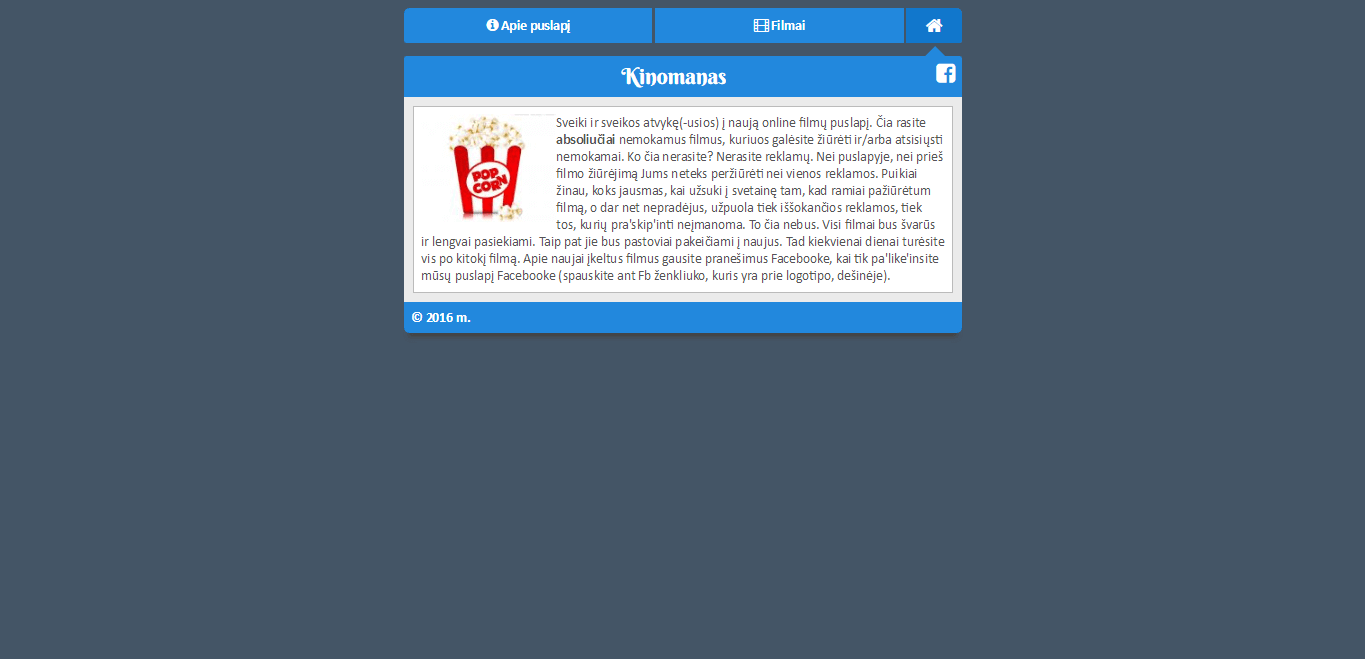 Apie puslapį
Filmai
Kinomanas
POP
CORN
Sveiki ir sveikos atvykę(-usios) į naują online filmų puslapį. Čia rasite
absoliučiai nemokamus filmus, kuriuos galėsite žiūrėti ir/arba atsisiųsti
nemokamai. Ko čia nerasite? Nerasite reklamų. Nei puslapyje, nei prieš
filmo žiūrėjimą Jums neteks peržiūrėti nei vienos reklamos. Puikiai
žinau, koks jausmas, kai užsuki į svetainę tam, kad ramiai pažiūrėtum
filmą, o dar net nepradėjus, užpuola tiek iššokančios reklamos, tiek
tos, kurių pra'skip'inti neįmanoma. To čia nebus. Visi filmai bus švarūs
ir lengvai pasiekiami. Taip pat jie bus pastoviai pakeičiami į naujus. Tad kiekvienai dienai turėsite
vis po kitokį filmą. Apie naujai įkeltus filmus gausite pranešimus Facebooke, kai tik pa'like'insite
mūsų puslapį Facebooke (spauskite ant Fb ženkliuko, kuris yra prie logotipo, dešinėje).
© 2016 m.